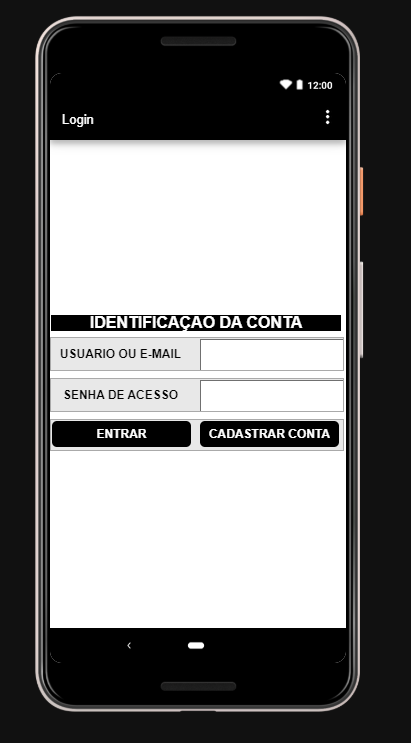 12:00
Login
IDENTIFICAÇAO DA CONTA
USUARIO OU E-MAIL
SENHA DE ACESSO
ENTRAR CADASTRAR CONTA